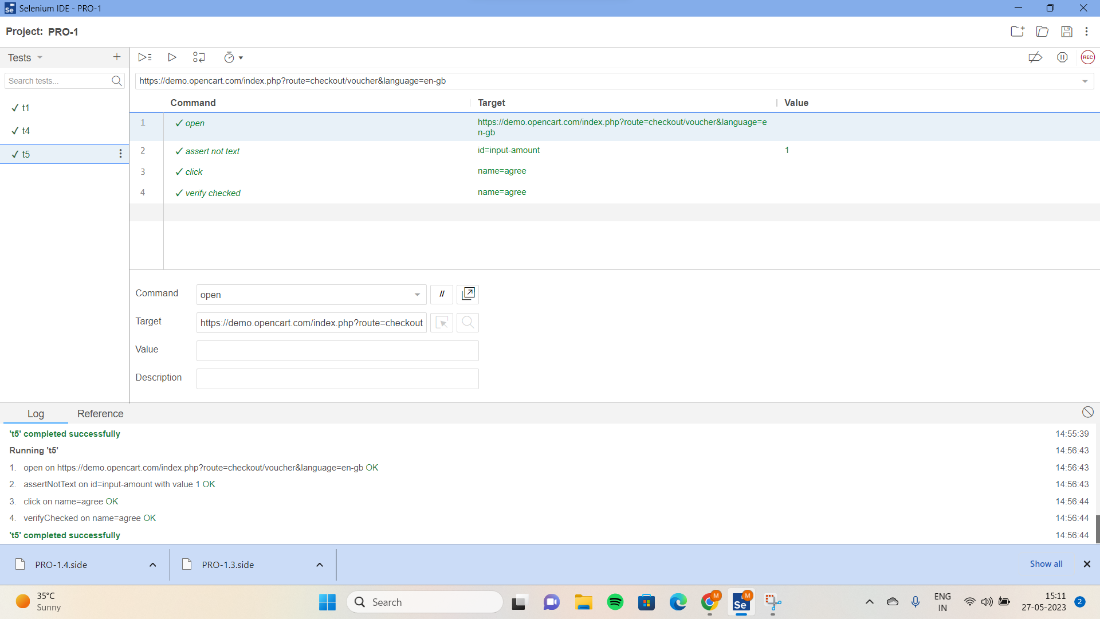 Selenium IDE - PRO-1
Project: PRO-1
Tests
Search tests...
✓ t1
✓ t4
✓ t5
https://demo.opencart.com/index.php?route=checkout/voucher&language=en-gb
Command Target Value
1 ✓ open https://demo.opencart.com/index.php?route=checkout/voucher&language=e
n-gb
2 ✓ assert not text id=input-amount 1
3 ✓ click name=agree
4 ✓ verify checked name=agree
Command open //
Target https://demo.opencart.com/index.php?route=checkout
Value
Description
Log Reference
't5' completed successfully 14:55:39
Running 't5' 14:56:43
1. open on https://demo.opencart.com/index.php?route=checkout/voucher&language=en-gb OK 14:56:43
2. assertNotText on id=input-amount with value 1 OK 14:56:43
3. click on name=agree OK 14:56:44
4. verifyChecked on name=agree OK 14:56:44
't5' completed successfully 14:56:44
PRO-1.4.side PRO-1.3.side Show all
35°C
Sunny
Search
ENG
IN
15:11
27-05-2023
2
REC
Se
M
M
Se